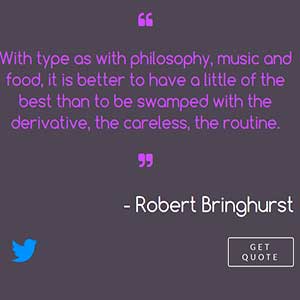 “
With type as with philosophy, music and
food, it is better to have a little of the
best than to be swamped with the
derivative, the careless, the routine.
”
- Robert Bringhurst
GET
QUOTE